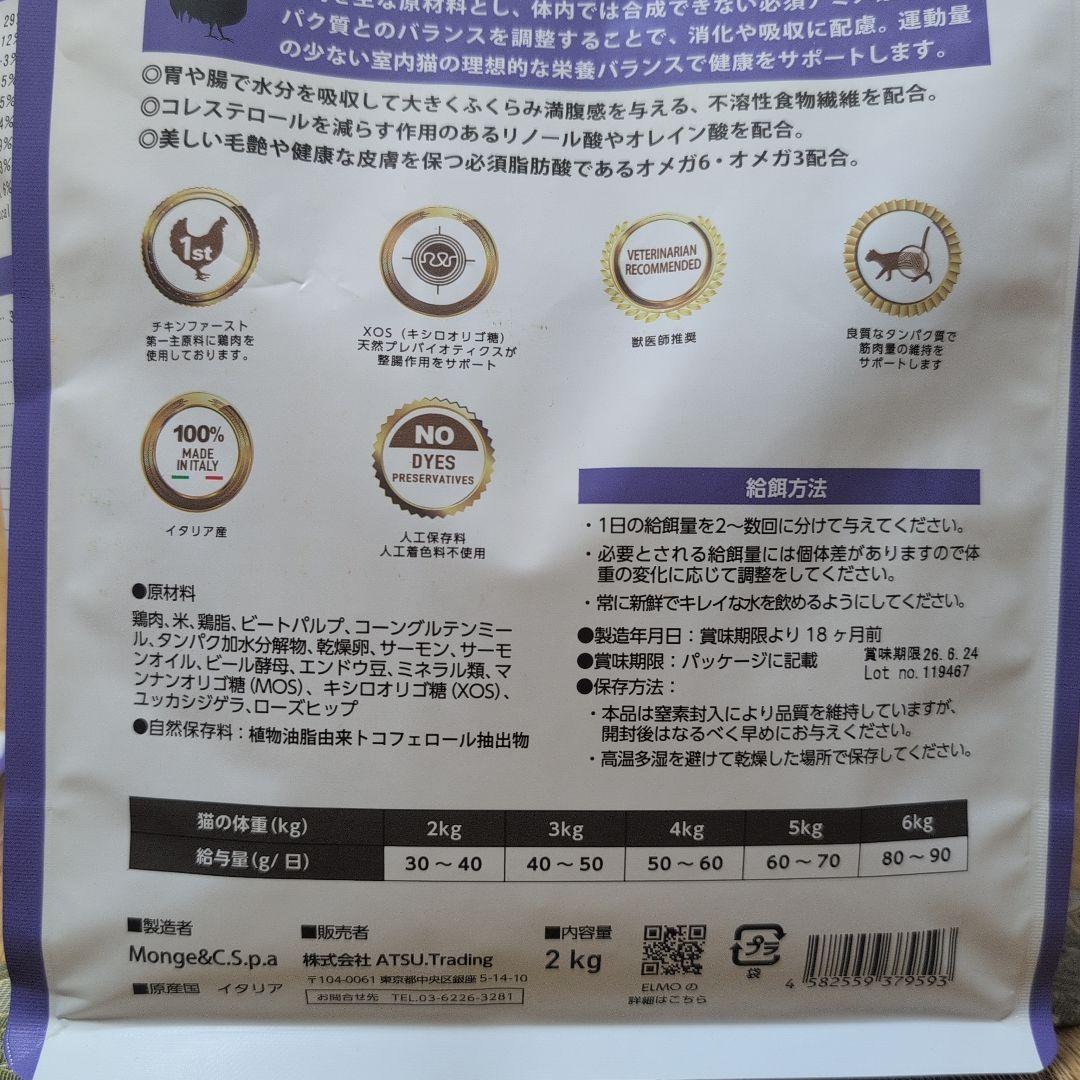 な原材料とし、体内では合成できない必須アミノ
パク質とのバランスを調整することで、消化や吸収に配慮。運動量
の少ない室内猫の理想的な栄養バランスで健康をサポートします。
◎胃や腸で水分を吸収して大きくふくらみ満腹感を与える、不溶性食物繊維を配合。
◎コレステロールを減らす作用のあるリノール酸やオレイン酸を配合。
◎美しい毛艶や健康な皮膚を保つ必須脂肪酸であるオメガ6・オメガ3配合。
1st
チキンファースト
第一主原料に鶏肉を
使用しております。
XOS（キシロオリゴ糖）
天然プレバイオティクスが
整腸作用をサポート
VETERINARIAN
RECOMMENDED
獣医師推奨
良質なタンパク質で
筋肉量の維持を
サポートします
100%
MADE
IN ITALY
イタリア産
NO
DYES
PRESERVATIVES
人工保存料
人工着色料不使用
●原材料
鶏肉、米、鶏脂、ビートパルプ、コーングルテンミー
ル、タンパク加水分解物、乾燥卵、サーモン、サーモ
ンオイル、ビール酵母、エンドウ豆、ミネラル類、マ
ンナンオリゴ糖(MOS)、キシロオリゴ糖(XOS)、
ユッカシジゲラ、ローズヒップ
●自然保存料：植物油脂由来トコフェロール抽出物
給餌方法
・1日の給餌量を2～数回に分けて与えてください。
・必要とされる給餌量には個体差がありますので体
重の変化に応じて調整をしてください。
・常に新鮮でキレイな水を飲めるようにしてください。
●製造年月日：賞味期限より18ヶ月前
●賞味期限：パッケージに記載
賞味期限26.6.24
Lot no.119467
●保存方法：
・本品は窒素封入により品質を維持していますが、
開封後はなるべく早めにお与えください。
・高温多湿を避けて乾燥した場所で保存してください。
猫の体重(kg) 2kg 3kg 4kg 5kg 6kg
給与量(g/日) 30～40 40～50 50～60 60～70 80～90
■製造者
Monge&C.S.p.a
■原産国 イタリア
■販売者
株式会社 ATSU.Trading
〒104-0061 東京都中央区銀座 5-14-10
お問合せ先 TEL.03-6226-3281
■内容量
2 kg
ELMOの
詳細はこちら
プラ
袋
4 582559 379593